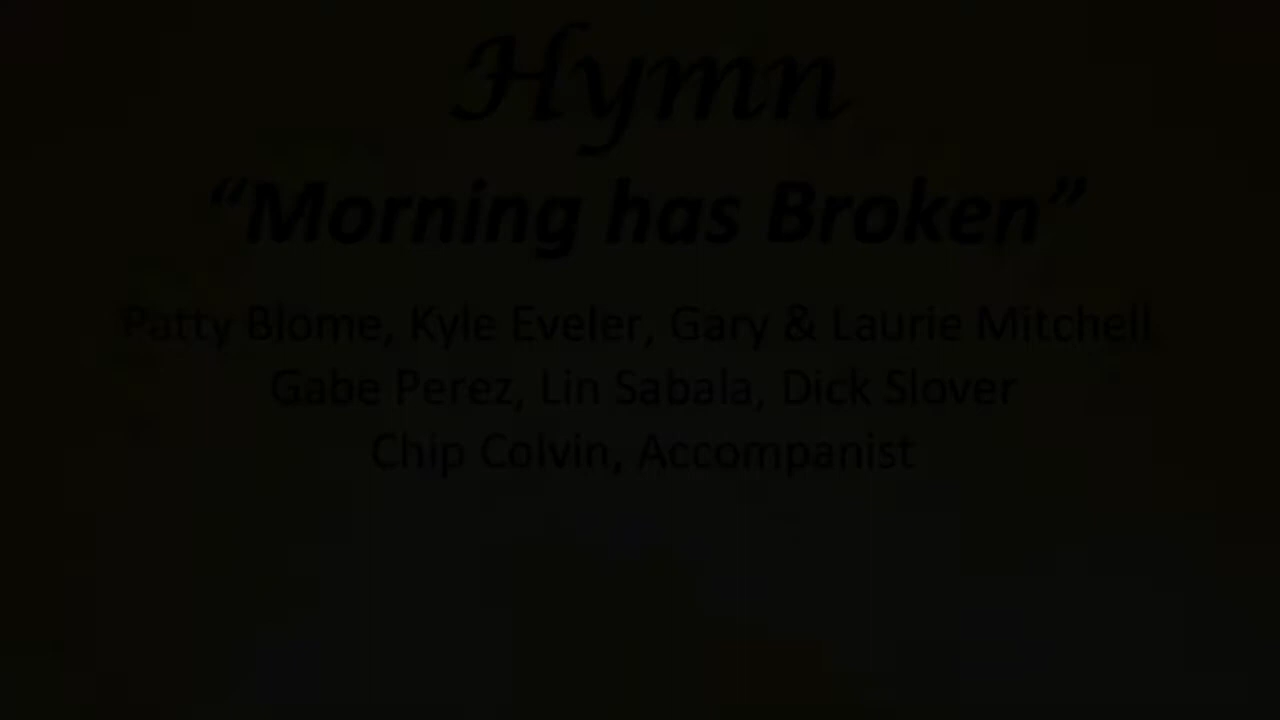 Hymn
“Morning has Broken”
Patty Blome, Kyle Eveler, Gary & Laurie Mitchell
Gabe Perez, Lin Sabala, Dick Slover
Chip Colvin, Accompanist